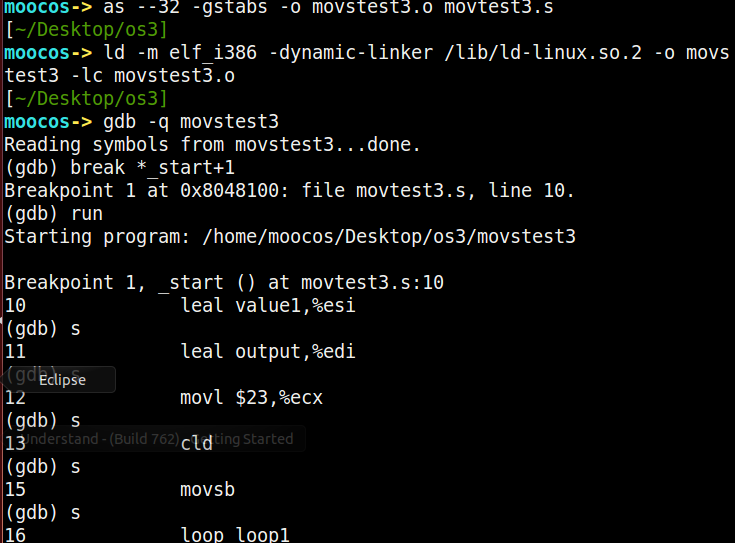 moocos-> as --32 -gstabs -o movstest3.o movtest3.s
[~/Desktop/os3]
moocos-> ld -m elf_i386 -dynamic-linker /lib/ld-linux.so.2 -o movs
test3 -lc movstest3.o
[~/Desktop/os3]
moocos-> gdb -q movstest3
Reading symbols from movstest3...done.
(gdb) break *_start+1
Breakpoint 1 at 0x8048100: file movtest3.s, line 10.
(gdb) run
Starting program: /home/moocos/Desktop/os3/movstest3
Breakpoint 1, _start () at movtest3.s:10
10 leal value1,%esi
(gdb) s
11 leal output,%edi
(gdb) s
Eclipse
12 movl $23,%ecx
(gdb) s
Understand - (Build 762) - Getting Started
13 cld
(gdb) s
15 movsb
(gdb) s
16 loop loop1